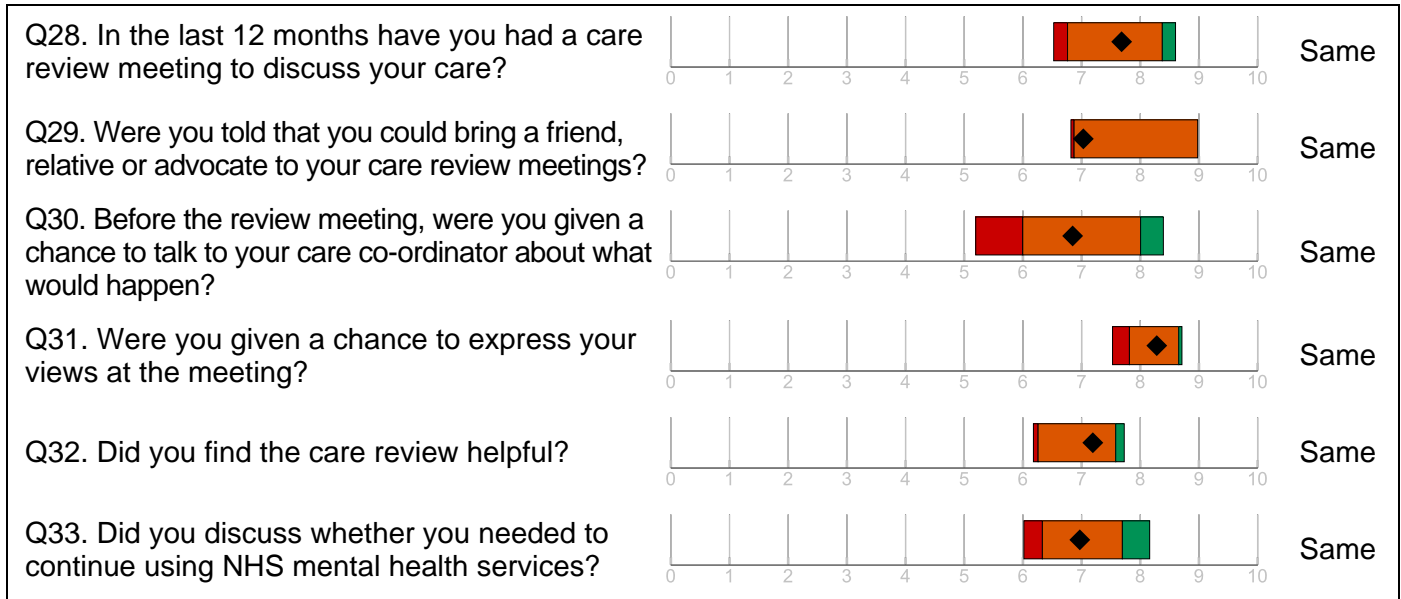 Q28. In the last 12 months have you had a care
review meeting to discuss your care?
0 1 2 3 4 5 6 7 8 9 10
Same
Q29. Were you told that you could bring a friend,
relative or advocate to your care review meetings?
0 1 2 3 4 5 6 7 8 9 10
Same
Q30. Before the review meeting, were you given a
chance to talk to your care co-ordinator about what
would happen?
0 1 2 3 4 5 6 7 8 9 10
Same
Q31. Were you given a chance to express your
views at the meeting?
0 1 2 3 4 5 6 7 8 9 10
Same
Q32. Did you find the care review helpful?
0 1 2 3 4 5 6 7 8 9 10
Same
Q33. Did you discuss whether you needed to
continue using NHS mental health services?
0 1 2 3 4 5 6 7 8 9 10
Same